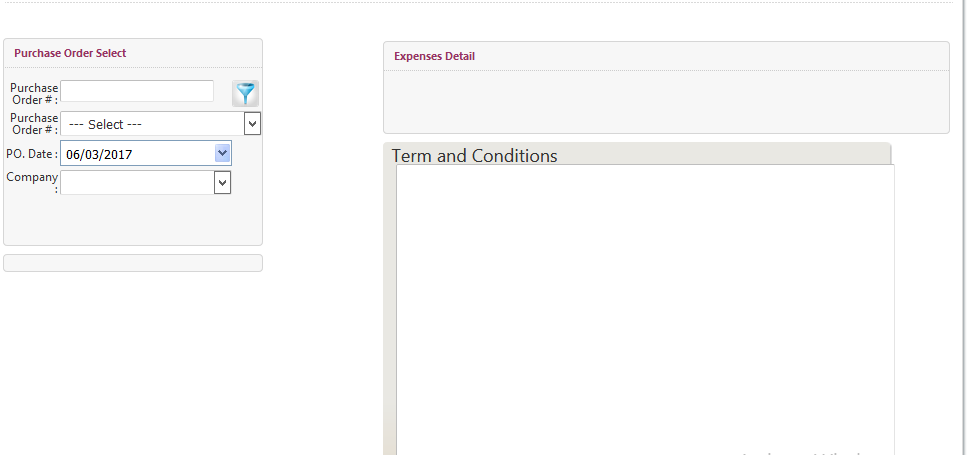 Purchase Order Select
Purchase
Order # :
Purchase
Order # :
--- Select ---
PO. Date :
06/03/2017
Company
:
Expenses Detail
Term and Conditions